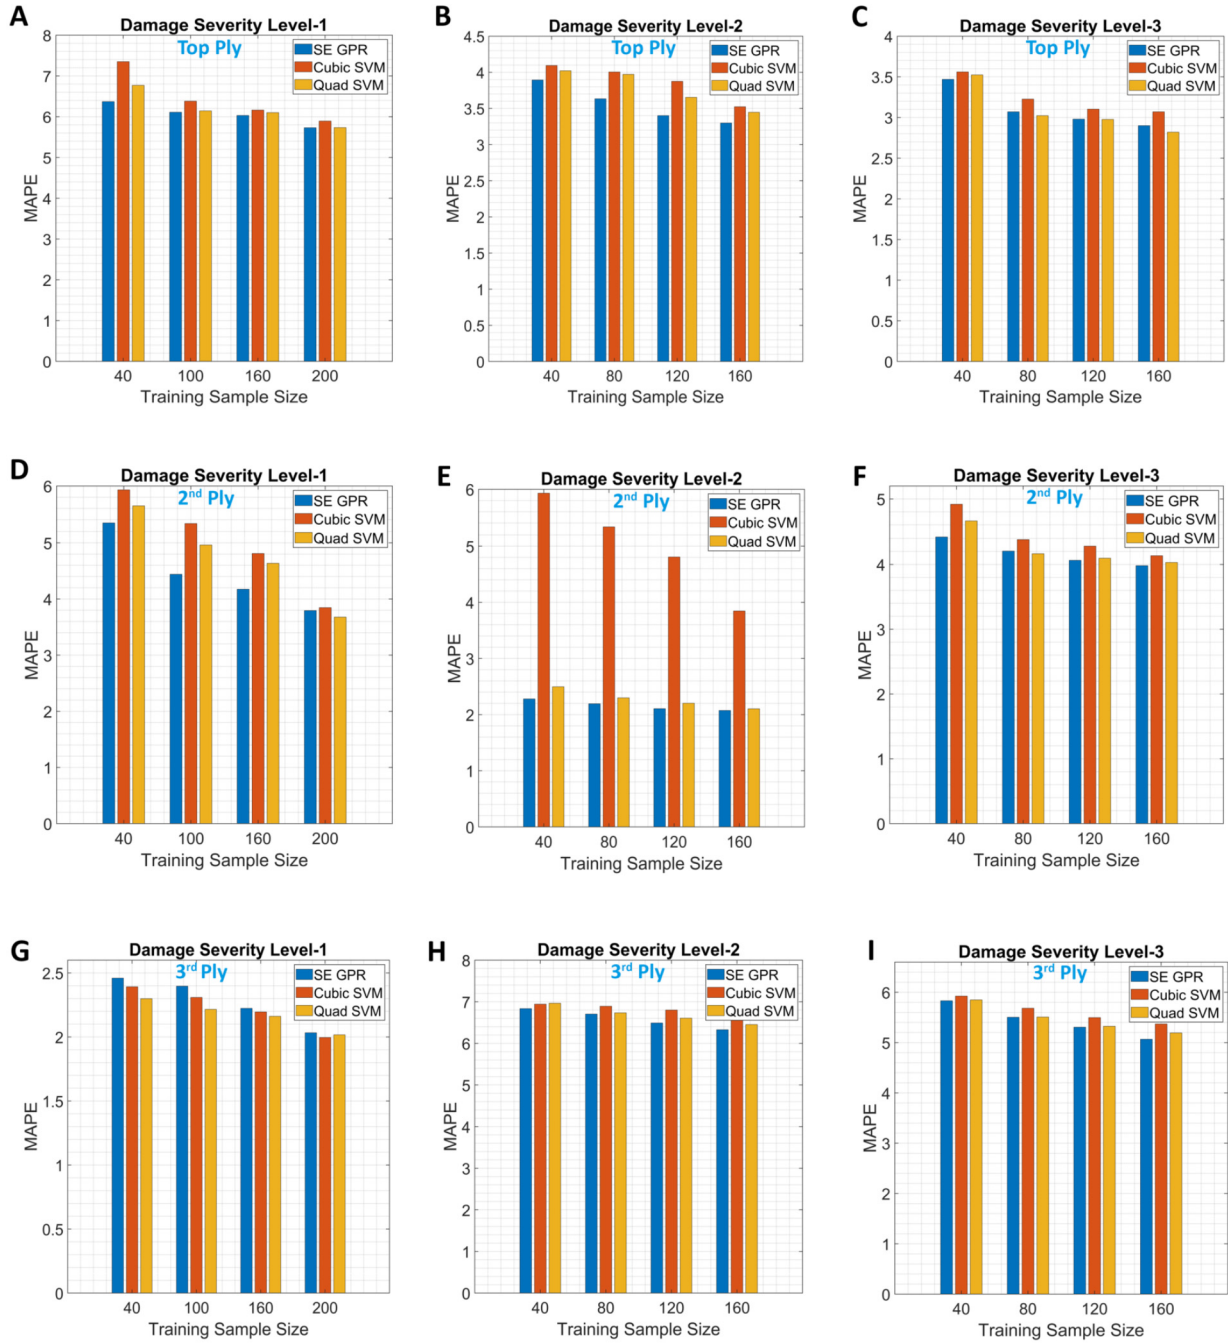 A
Damage Severity Level-1
Top Ply
SE GPR
Cubic SVM
Quad SVM
8
7
6
5
4
3
2
1
0
MAPE
40 100 160 200
Training Sample Size
B
Damage Severity Level-2
Top Ply
SE GPR
Cubic SVM
Quad SVM
4.5
4
3.5
3
2.5
2
1.5
1
0.5
0
MAPE
40 80 120 160
Training Sample Size
C
Damage Severity Level-3
Top Ply
SE GPR
Cubic SVM
Quad SVM
4
3.5
3
2.5
2
1.5
1
0.5
0
MAPE
40 80 120 160
Training Sample Size
D
Damage Severity Level-1
2nd Ply
SE GPR
Cubic SVM
Quad SVM
6
5
4
3
2
1
0
MAPE
40 100 160 200
Training Sample Size
E
Damage Severity Level-2
2nd Ply
SE GPR
Cubic SVM
Quad SVM
6
5
4
3
2
1
0
MAPE
40 80 120 160
Training Sample Size
F
Damage Severity Level-3
2nd Ply
SE GPR
Cubic SVM
Quad SVM
5
4
3
2
1
0
MAPE
40 80 120 160
Training Sample Size
G
Damage Severity Level-1
3rd Ply
SE GPR
Cubic SVM
Quad SVM
2.5
2
1.5
1
0.5
0
MAPE
40 100 160 200
Training Sample Size
H
Damage Severity Level-2
3rd Ply
SE GPR
Cubic SVM
Quad SVM
8
7
6
5
4
3
2
1
0
MAPE
40 80 120 160
Training Sample Size
I
Damage Severity Level-3
3rd Ply
SE GPR
Cubic SVM
Quad SVM
6
5
4
3
2
1
0
MAPE
40 80 120 160
Training Sample Size